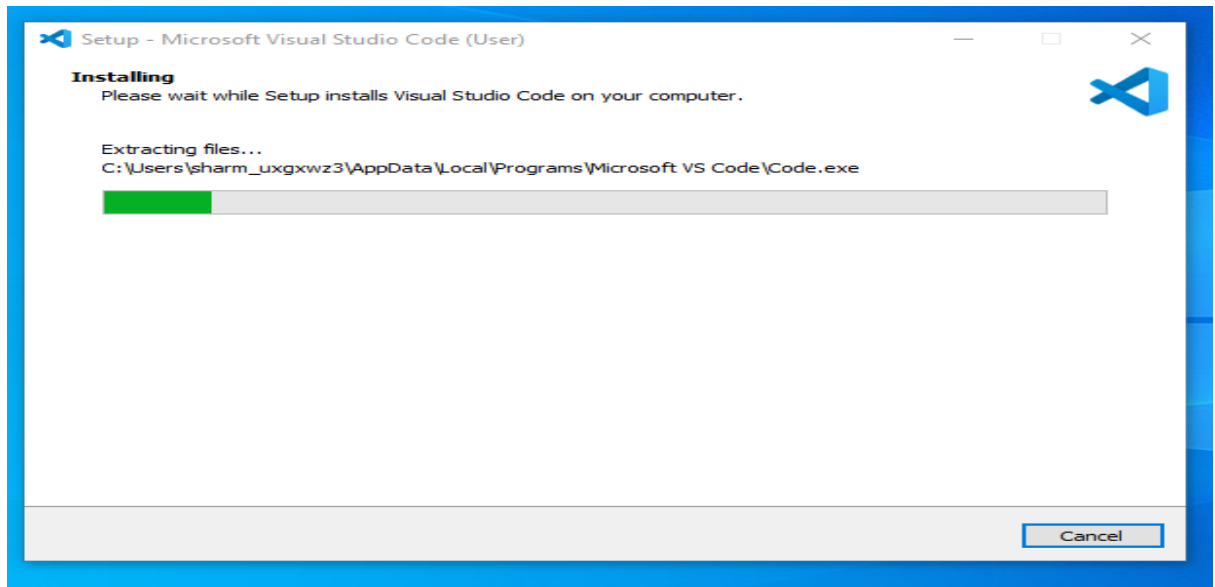 Setup - Microsoft Visual Studio Code (User)
Installing
Please wait while Setup installs Visual Studio Code on your computer.
Extracting files...
C:\Users\sharm_uxgxwz3\AppData\Local\Programs\Microsoft VS Code\Code.exe
Cancel